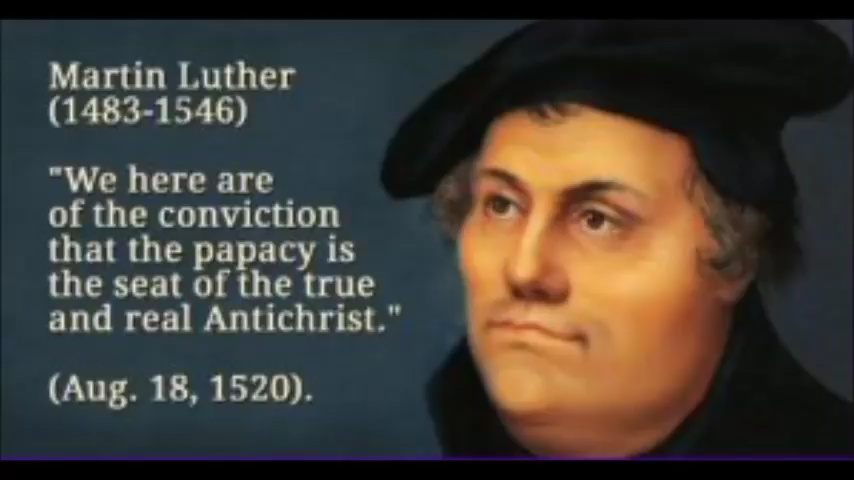 Martin Luther
(1483-1546)
"We here are
of the conviction
that the papacy is
the seat of the true
and real Antichrist."
(Aug. 18, 1520).